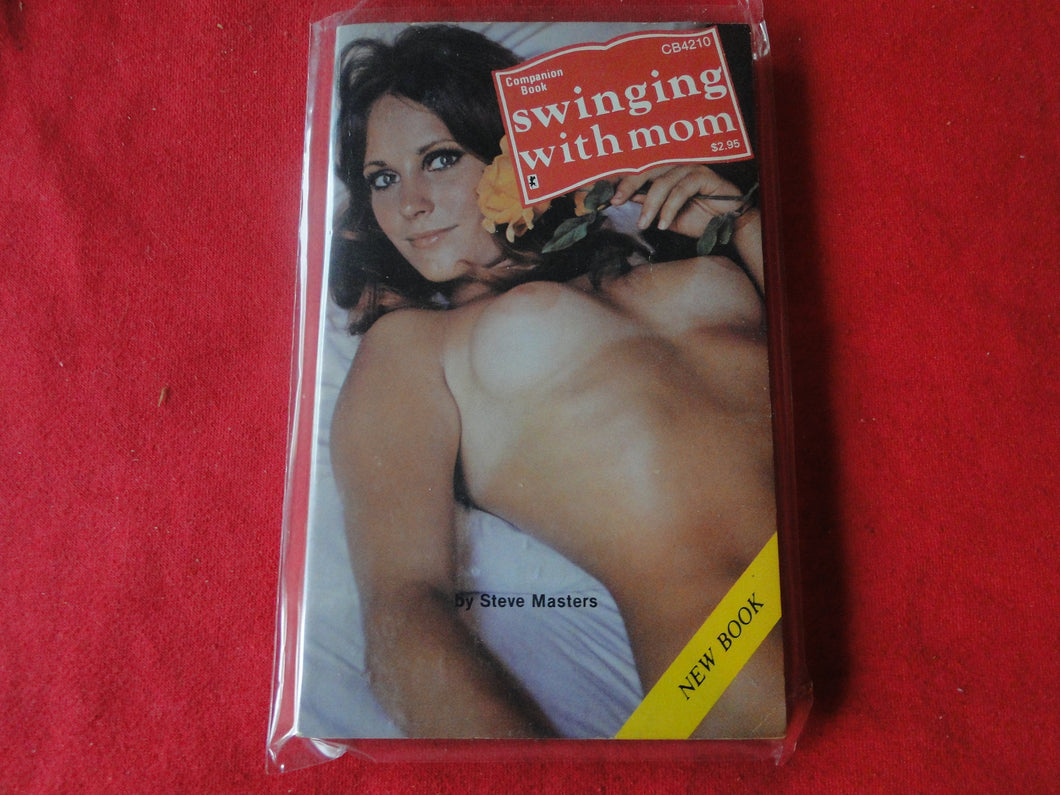 CB4210
Companion
Book
swinging
with mom
$2.95
by Steve Masters
NEW BOOK